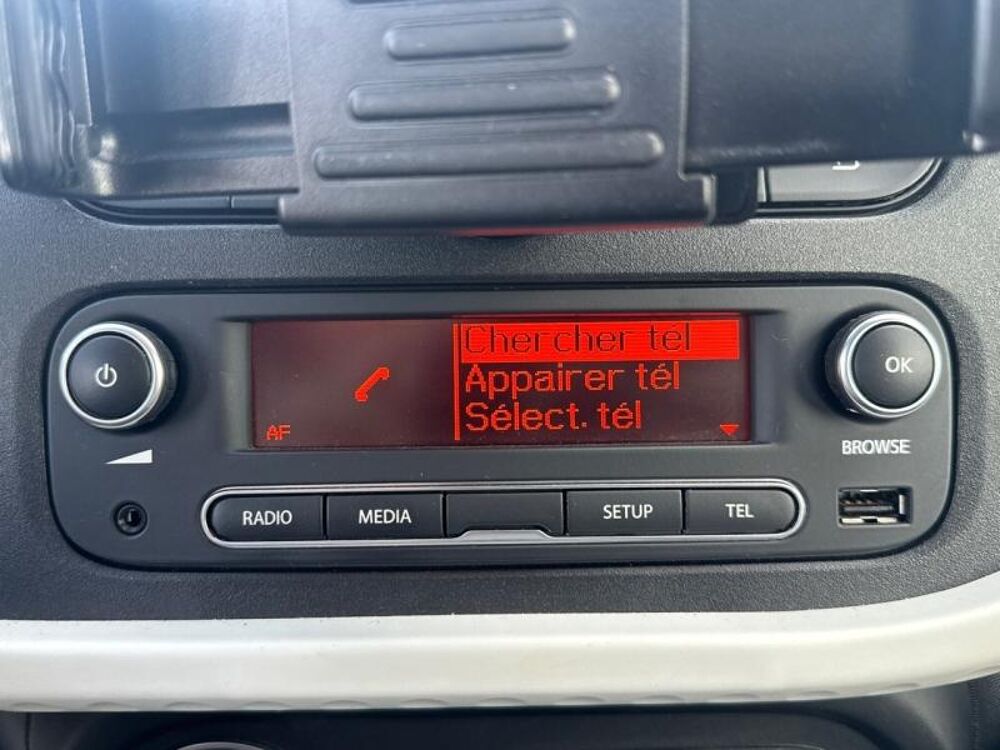 Chercher tél
Appairer tél
Sélect. tél
AF
OK
BROWSE
RADIO
MEDIA
SETUP
TEL